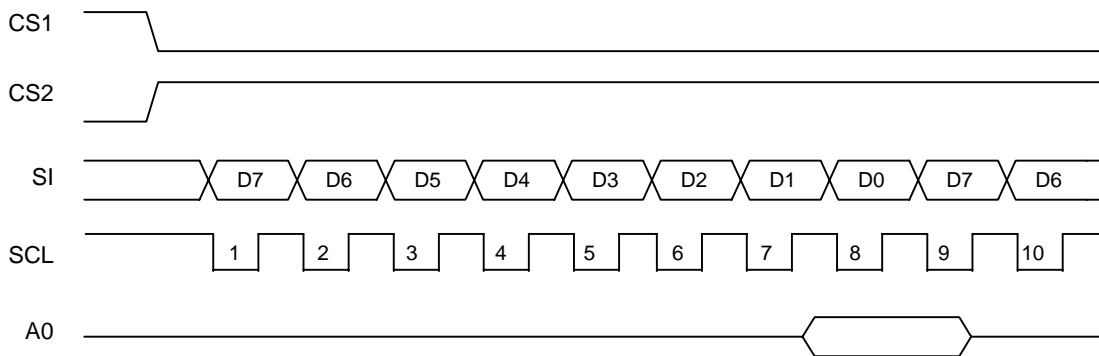 CS1
CS2
SI D7 D6 D5 D4 D3 D2 D1 D0 D7 D6
SCL 1 2 3 4 5 6 7 8 9 10
A0